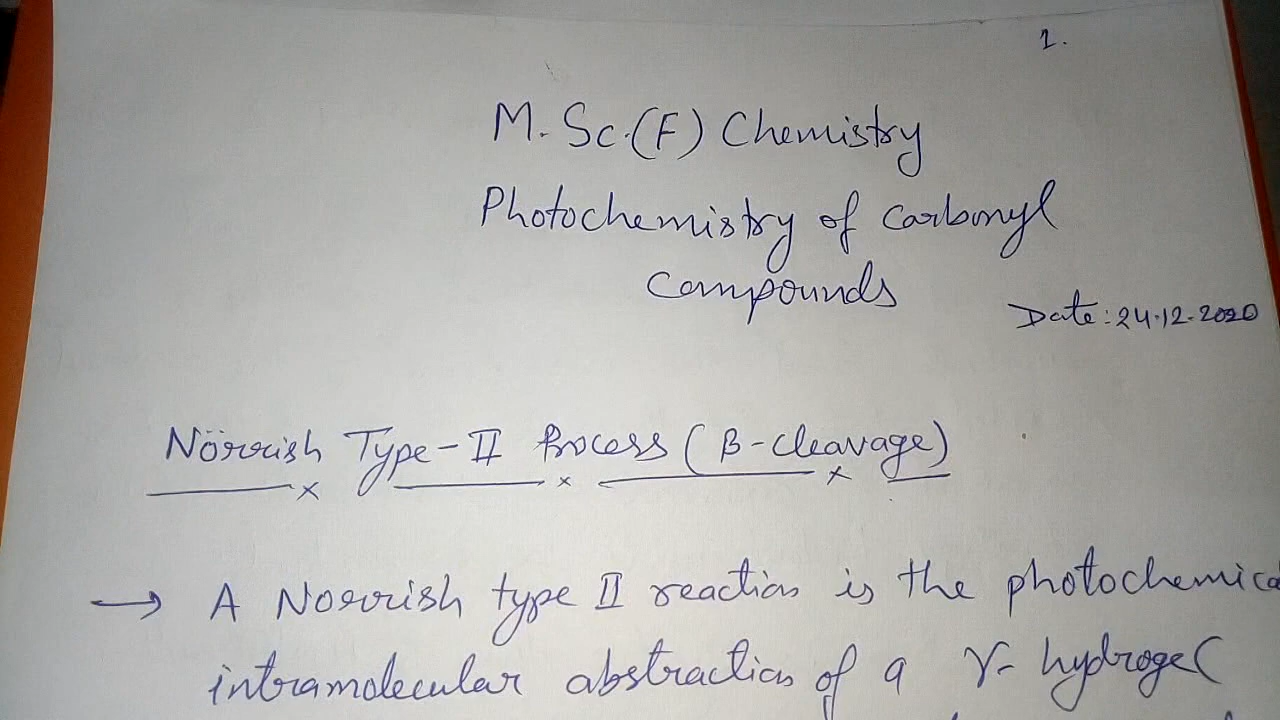 1.
M.Sc.(F) Chemistry
Photochemistry of Carbonyl
Compounds
Date: 24.12.2020
Nörrish Type-II Process (β-cleavage)
→ A Norrish type II reaction is the photochemica
intramolecular abstraction of a γ- hydroge(